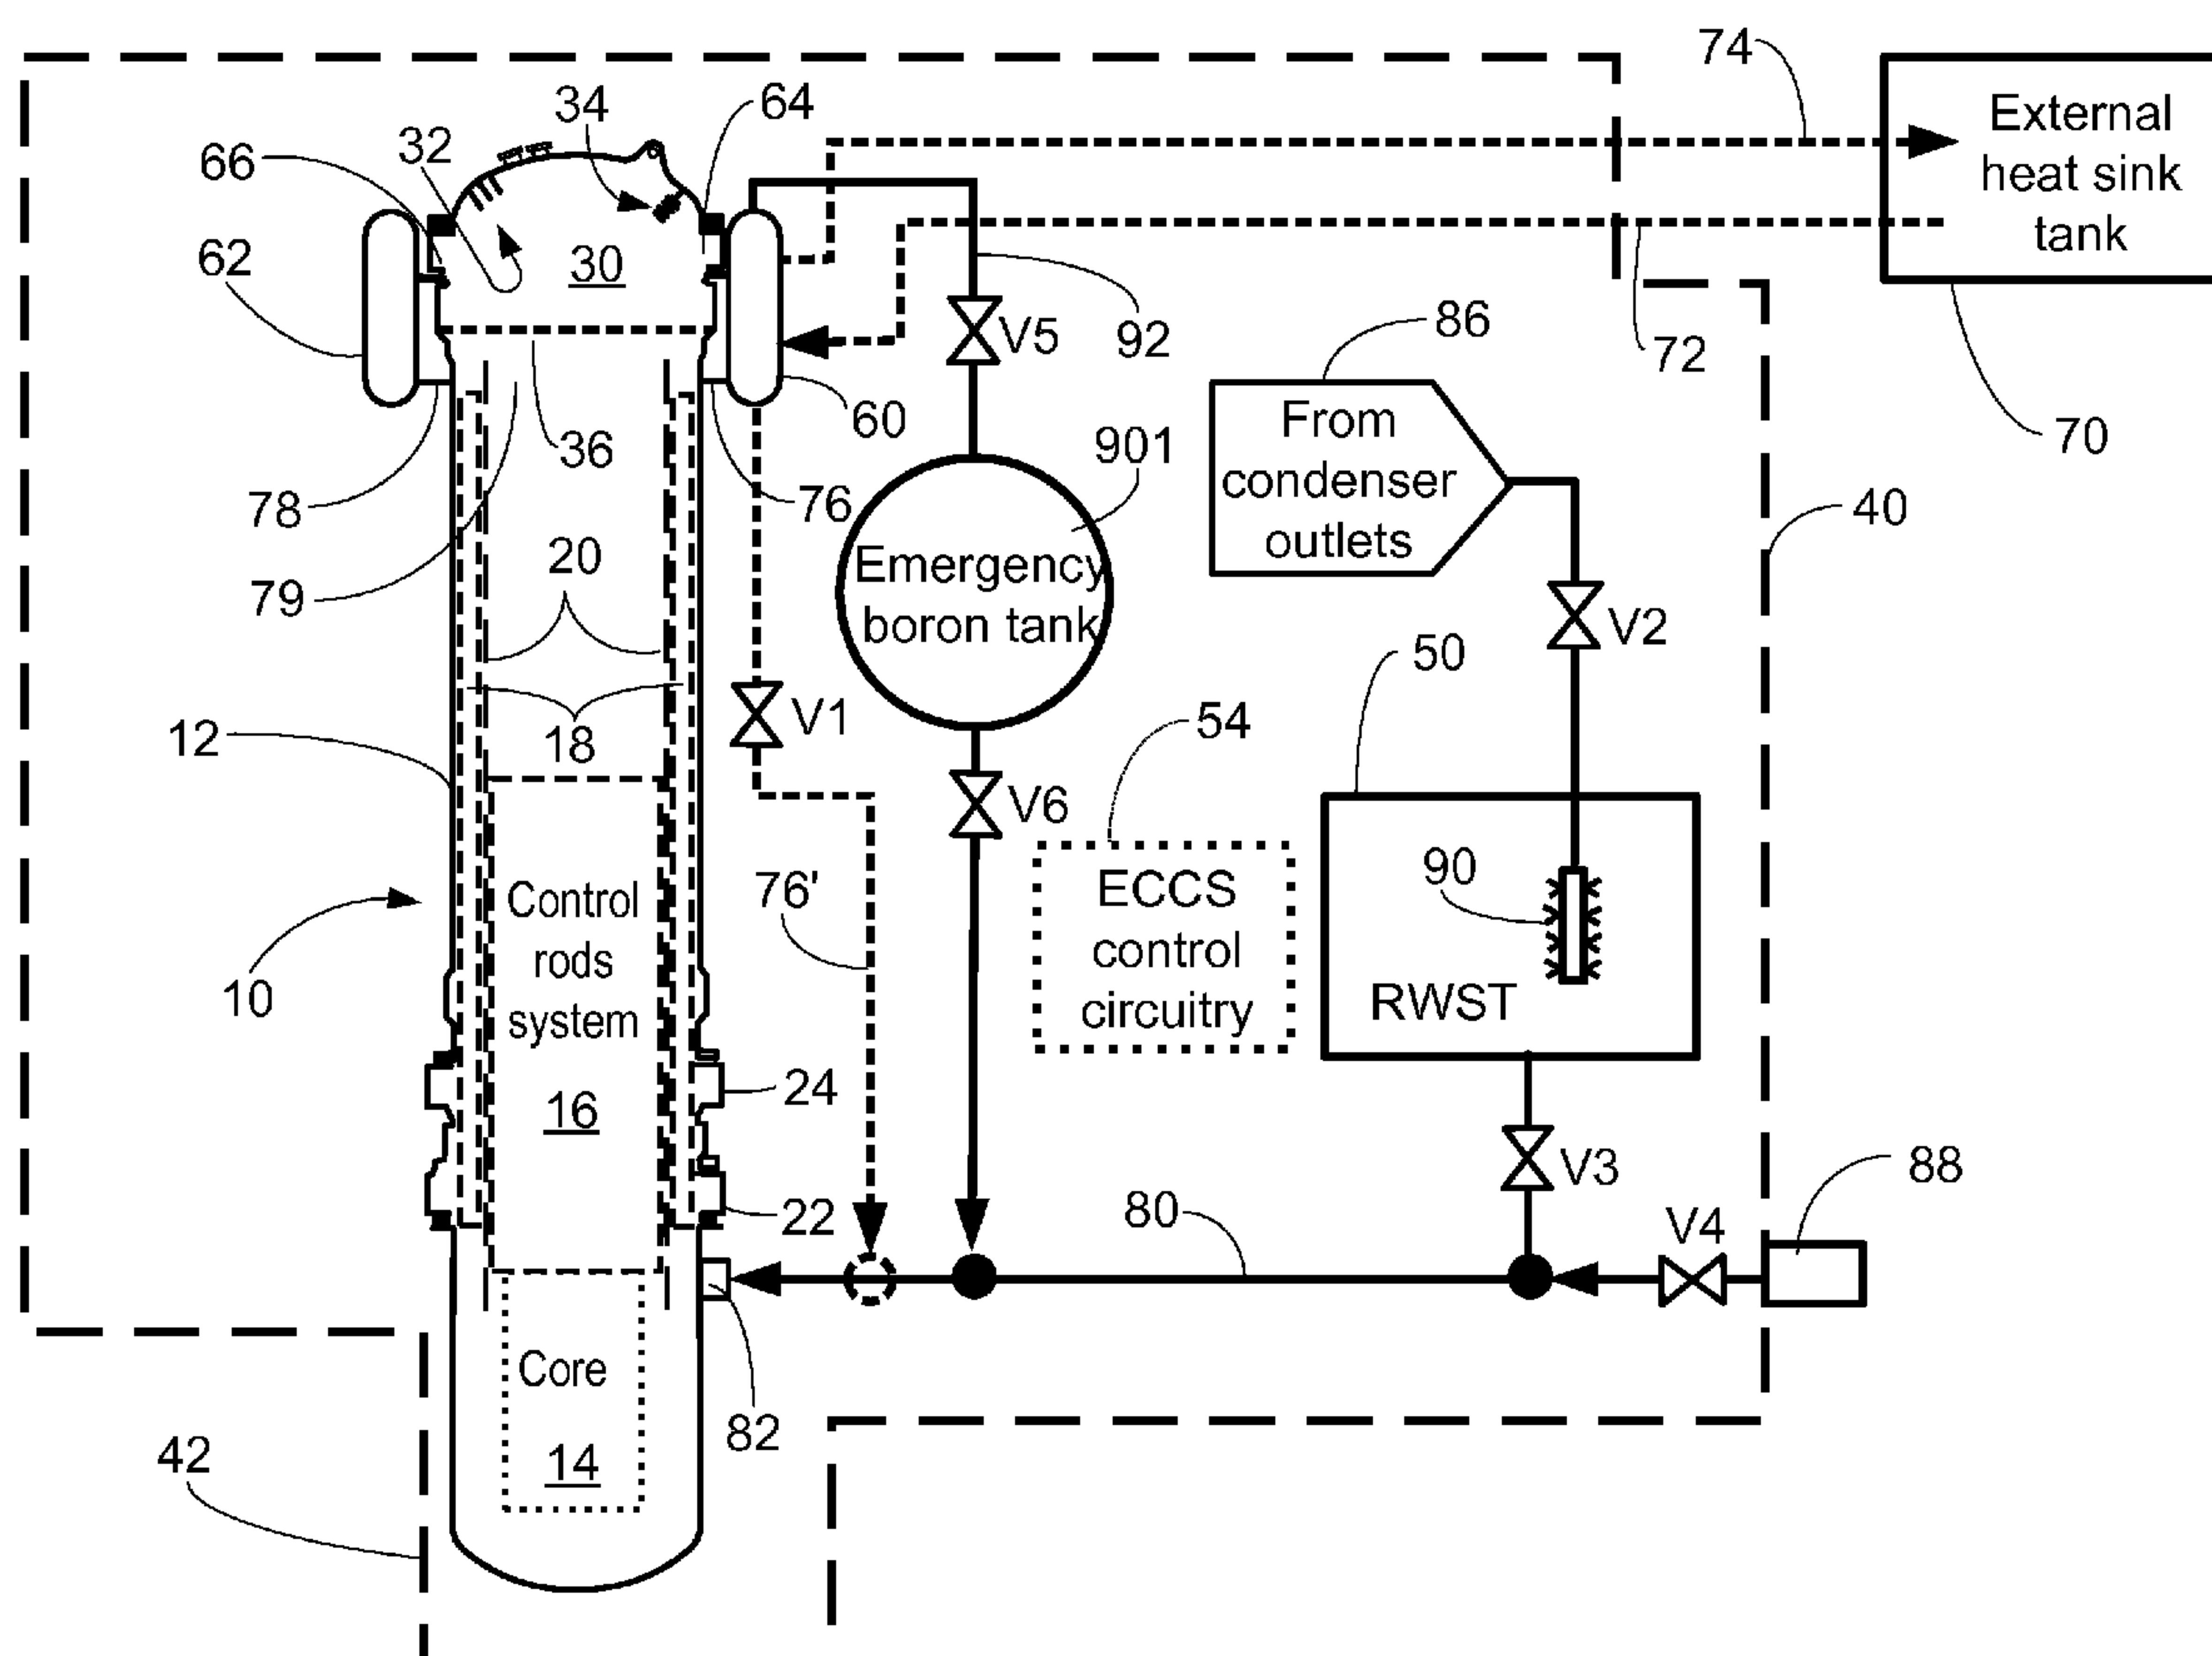 74
External
heat sink
tank
34
64
32
66
30
62
V5
92
86
72
60
70
From
condenser
outlets
36
901
78
76
40
79
20
Emergency
boron tank
V2
50
12
18
V1
54
V6
76'
ECCS
control
circuitry
90
RWST
Control
rods
system
10
16
24
V3
88
22
80
V4
Core
14
82
42